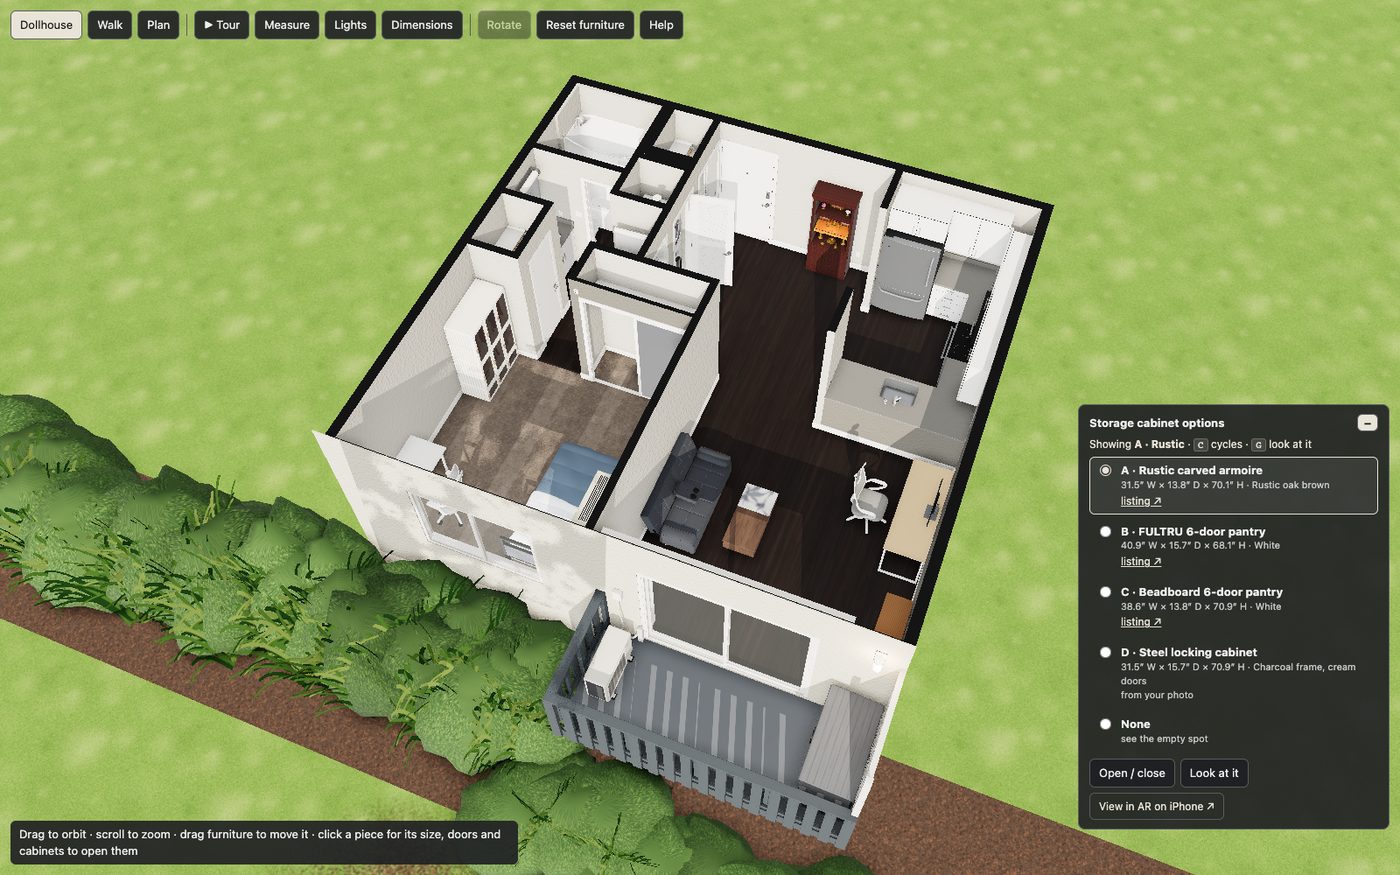 Dollhouse
Walk
Plan
▶ Tour
Measure
Lights
Dimensions
Rotate
Reset furniture
Help
Storage cabinet options
–
Showing A · Rustic · C cycles · G look at it
A · Rustic carved armoire
31.5" W × 13.8" D × 70.1" H · Rustic oak brown
listing ↗
B · FULTRU 6-door pantry
40.9" W × 15.7" D × 68.1" H · White
listing ↗
C · Beadboard 6-door pantry
38.6" W × 13.8" D × 70.9" H · White
listing ↗
D · Steel locking cabinet
31.5" W × 15.7" D × 70.9" H · Charcoal frame, cream
doors
from your photo
None
see the empty spot
Open / close
Look at it
View in AR on iPhone ↗
Drag to orbit · scroll to zoom · drag furniture to move it · click a piece for its size, doors and
cabinets to open them